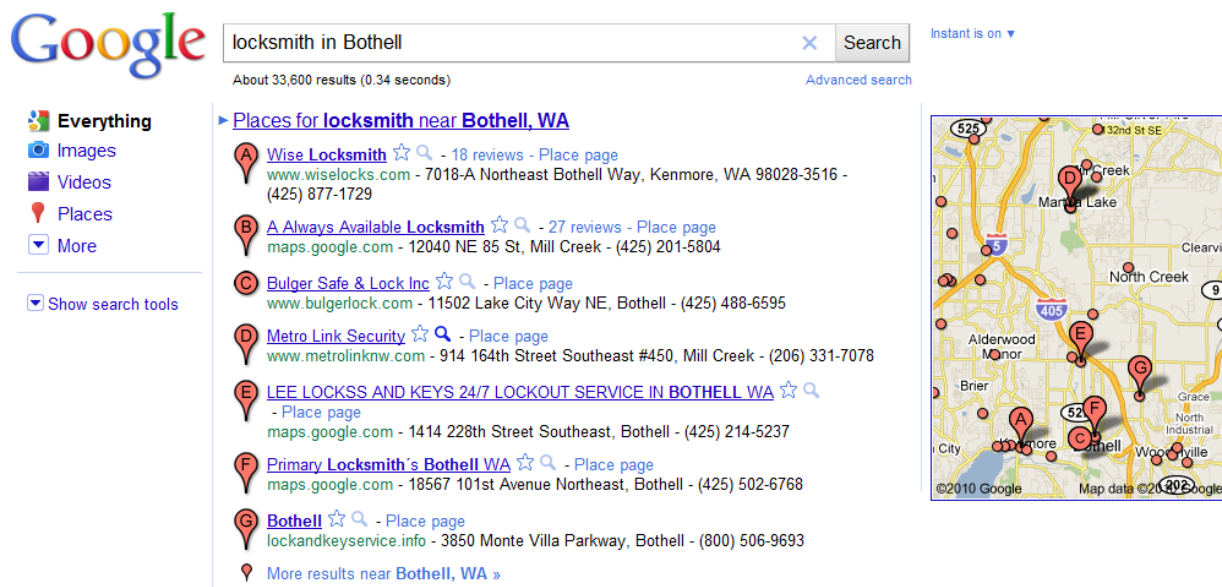 Google
locksmith in Bothell
Search
Instant is on ▼
About 33,600 results (0.34 seconds)
Advanced search
Everything
Images
Videos
Places
More
Show search tools
Places for locksmith near Bothell, WA
A
Wise Locksmith - 18 reviews - Place page
www.wiselocks.com - 7018-A Northeast Bothell Way, Kenmore, WA 98028-3516 -
(425) 877-1729
B
A Always Available Locksmith - 27 reviews - Place page
maps.google.com - 12040 NE 85 St, Mill Creek - (425) 201-5804
C
Bulger Safe & Lock Inc - Place page
www.bulgerlock.com - 11502 Lake City Way NE, Bothell - (425) 488-6595
D
Metro Link Security - Place page
www.metrolinknw.com - 914 164th Street Southeast #450, Mill Creek - (206) 331-7078
E
LEE LOCKSS AND KEYS 24/7 LOCKOUT SERVICE IN BOTHELL WA
- Place page
maps.google.com - 1414 228th Street Southeast, Bothell - (425) 214-5237
F
Primary Locksmith's Bothell WA - Place page
maps.google.com - 18567 101st Avenue Northeast, Bothell - (425) 502-6768
G
Bothell - Place page
lockandkeyservice.info - 3850 Monte Villa Parkway, Bothell - (800) 506-9693
More results near Bothell, WA »
525
132nd St SE
Creek
D
Lake
5
Clearvi
North Creek
9
405
Alderwood
Manor
E
G
Brier
Grace
A
F
North
Industrial
C
City
©2010 Google
Map data
202